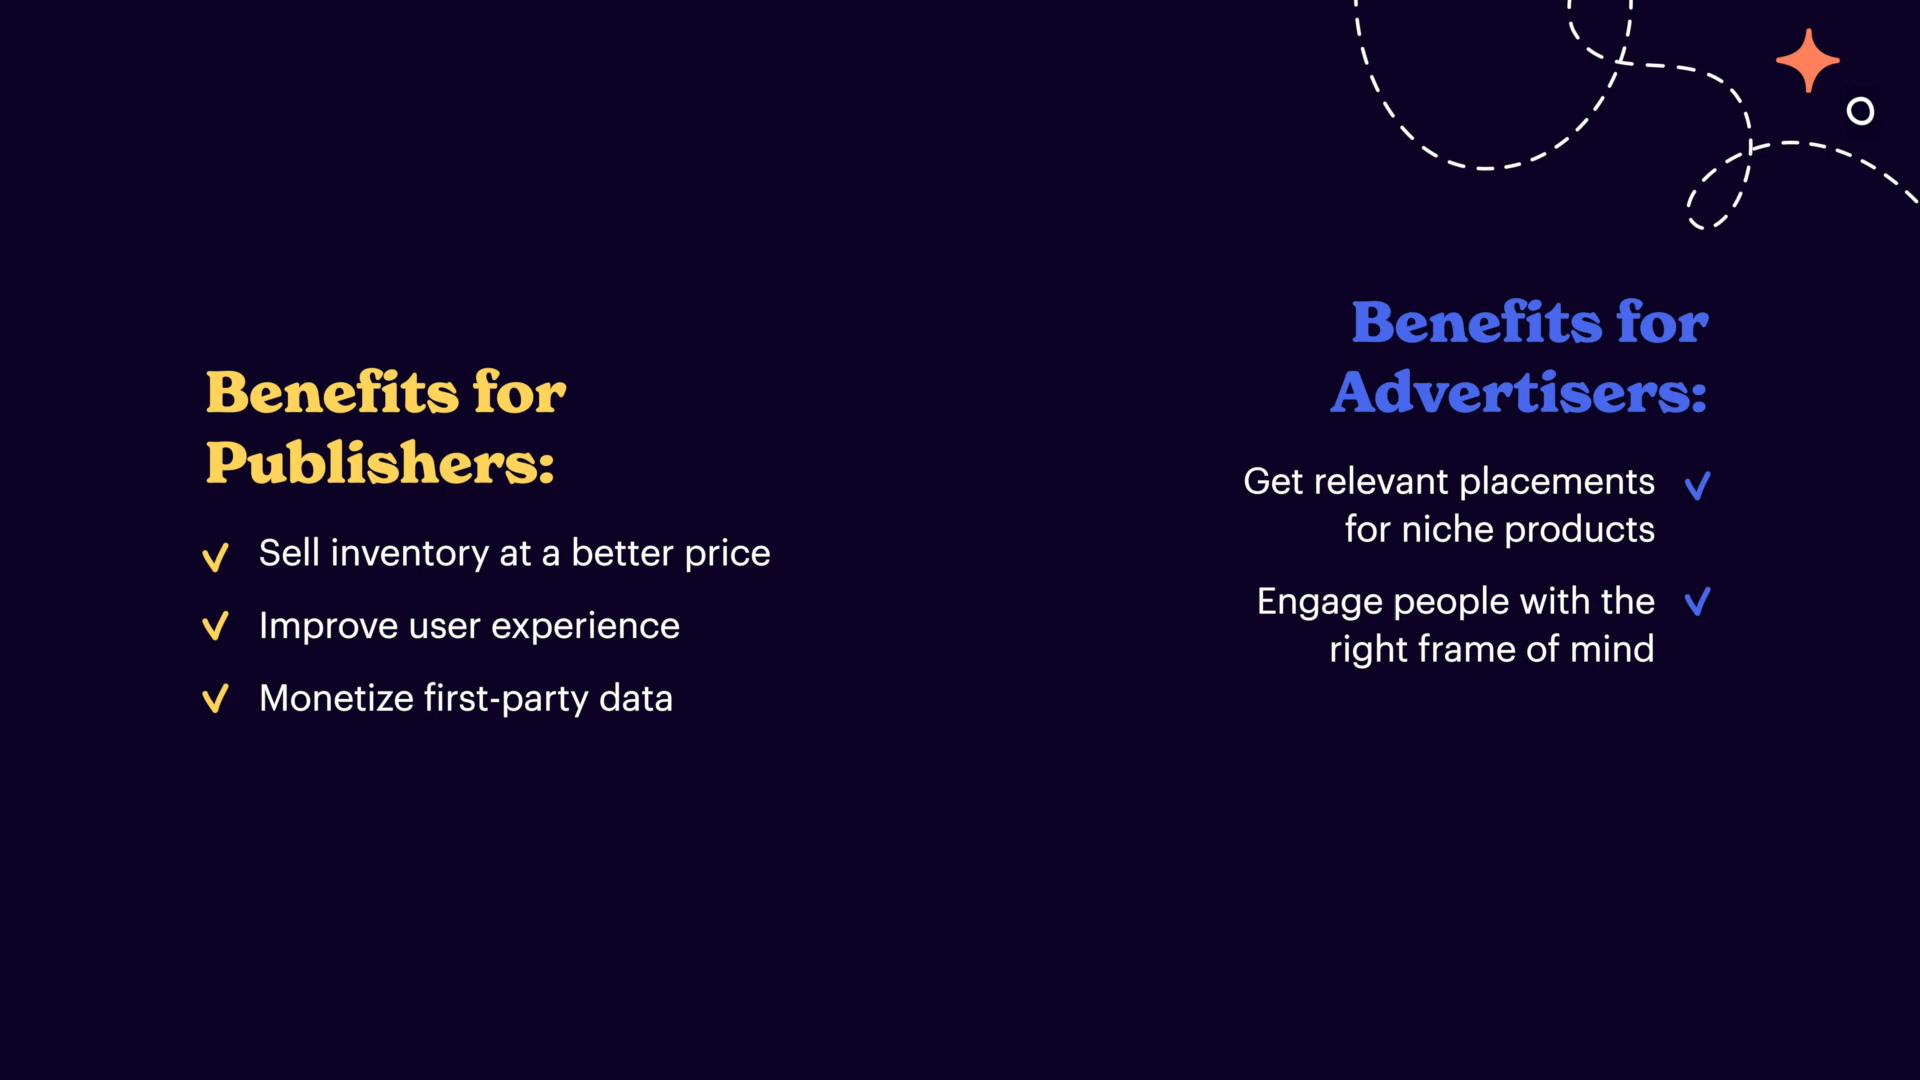 Benefits for
Publishers:
Sell inventory at a better price
Improve user experience
Monetize first-party data
Benefits for
Advertisers:
Get relevant placements
for niche products
Engage people with the
right frame of mind